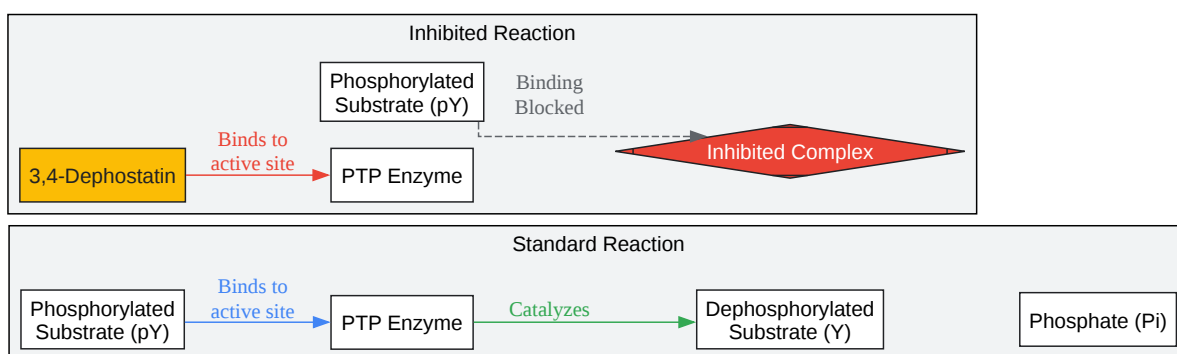 Inhibited Reaction
Phosphorylated
Substrate (pY)
Binding
Blocked
Binds to
active site
3,4-Dephostatin
PTP Enzyme
Inhibited Complex
Standard Reaction
Phosphorylated
Substrate (pY)
Binds to
active site
PTP Enzyme
Catalyzes
Dephosphorylated
Substrate (Y)
Phosphate (Pi)